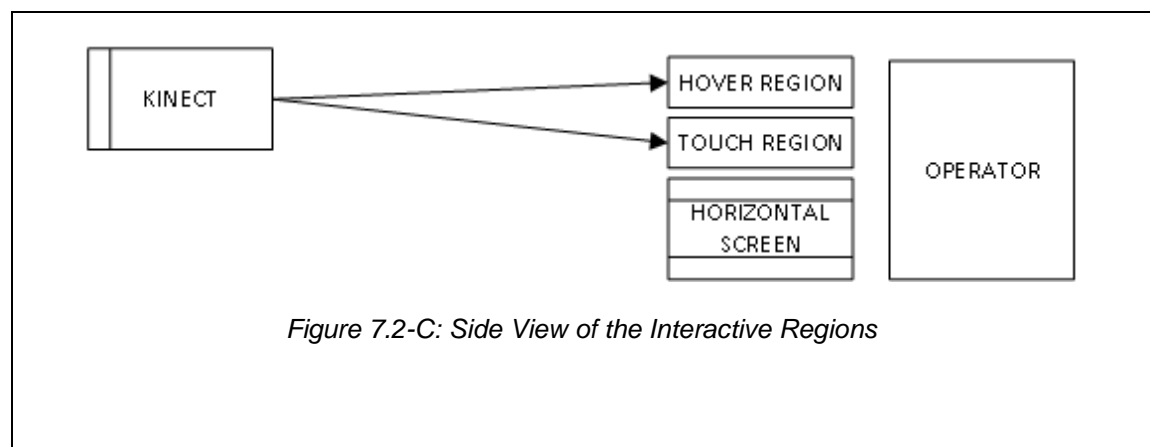 KINECT
HOVER REGION
TOUCH REGION
HORIZONTAL
SCREEN
OPERATOR
Figure 7.2-C: Side View of the Interactive Regions